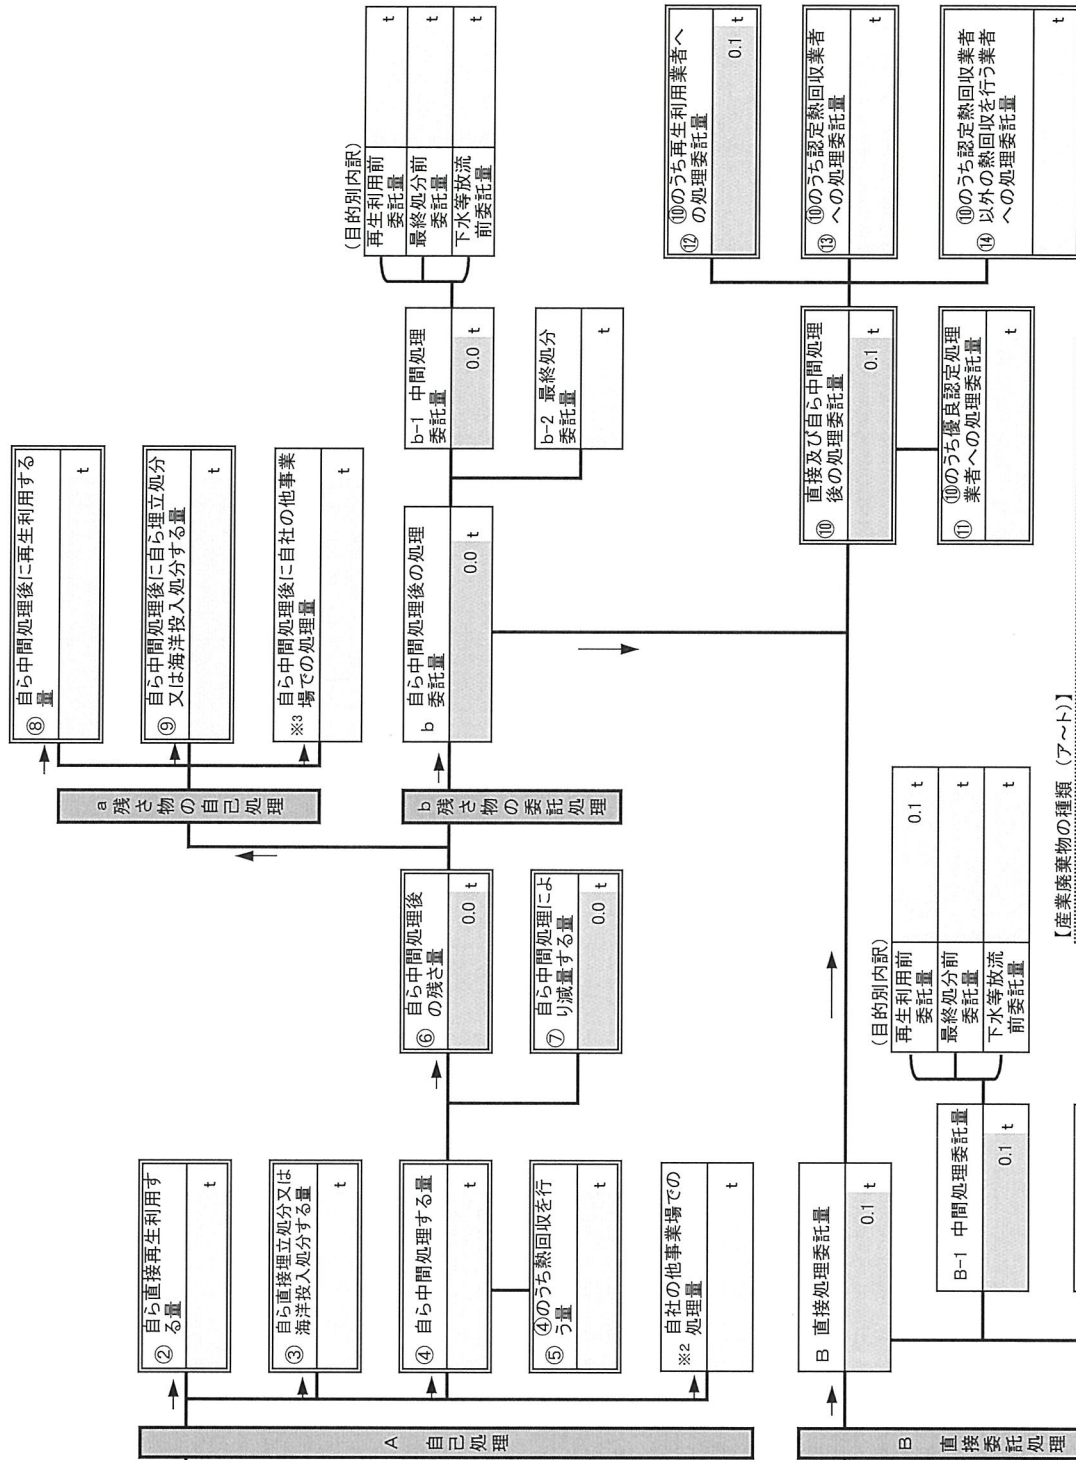 A 自己処理
② 自ら直接再生利用す
る量
t
③ 自ら直接埋立処分又は
海洋投入処分する量
t
④ 自ら中間処理する量
t
⑤ ④のうち熱回収を行
う量
t
※2 自社の他事業場での
処理量
t
⑥ 自ら中間処理後
の残さ量
0.0 t
⑦ 自ら中間処理によ
り減量する量
0.0 t
a 残さ物の自己処理
⑧ 自ら中間処理後に再生利用する
量
t
⑨ 自ら中間処理後に自ら埋立処分
又は海洋投入処分する量
t
※3 自ら中間処理後に自社の他事業
場での処理量
t
b 残さ物の委託処理
b 自ら中間処理後の処理
委託量
0.0 t
b-1 中間処理
委託量
0.0 t
b-2 最終処分
委託量
t
(目的別内訳)
再生利用前
委託量
t
最終処分前
委託量
t
下水等放流
前委託量
t
B 直接委託処理
B 直接処理委託量
0.1 t
B-1 中間処理委託量
0.1 t
(目的別内訳)
再生利用前
委託量
0.1 t
最終処分前
委託量
t
下水等放流
前委託量
t
⑩ 直接及び自ら中間処理
後の処理委託量
0.1 t
⑪ ⑩のうち優良認定処理
業者への処理委託量
t
⑫ ⑩のうち再生利用業者へ
の処理委託量
0.1 t
⑬ ⑩のうち認定熱回収業者
への処理委託量
t
⑭ ⑩のうち認定熱回収業者
以外の熱回収を行う業者
への処理委託量
t
【産業廃棄物の種類（ア～ト）】